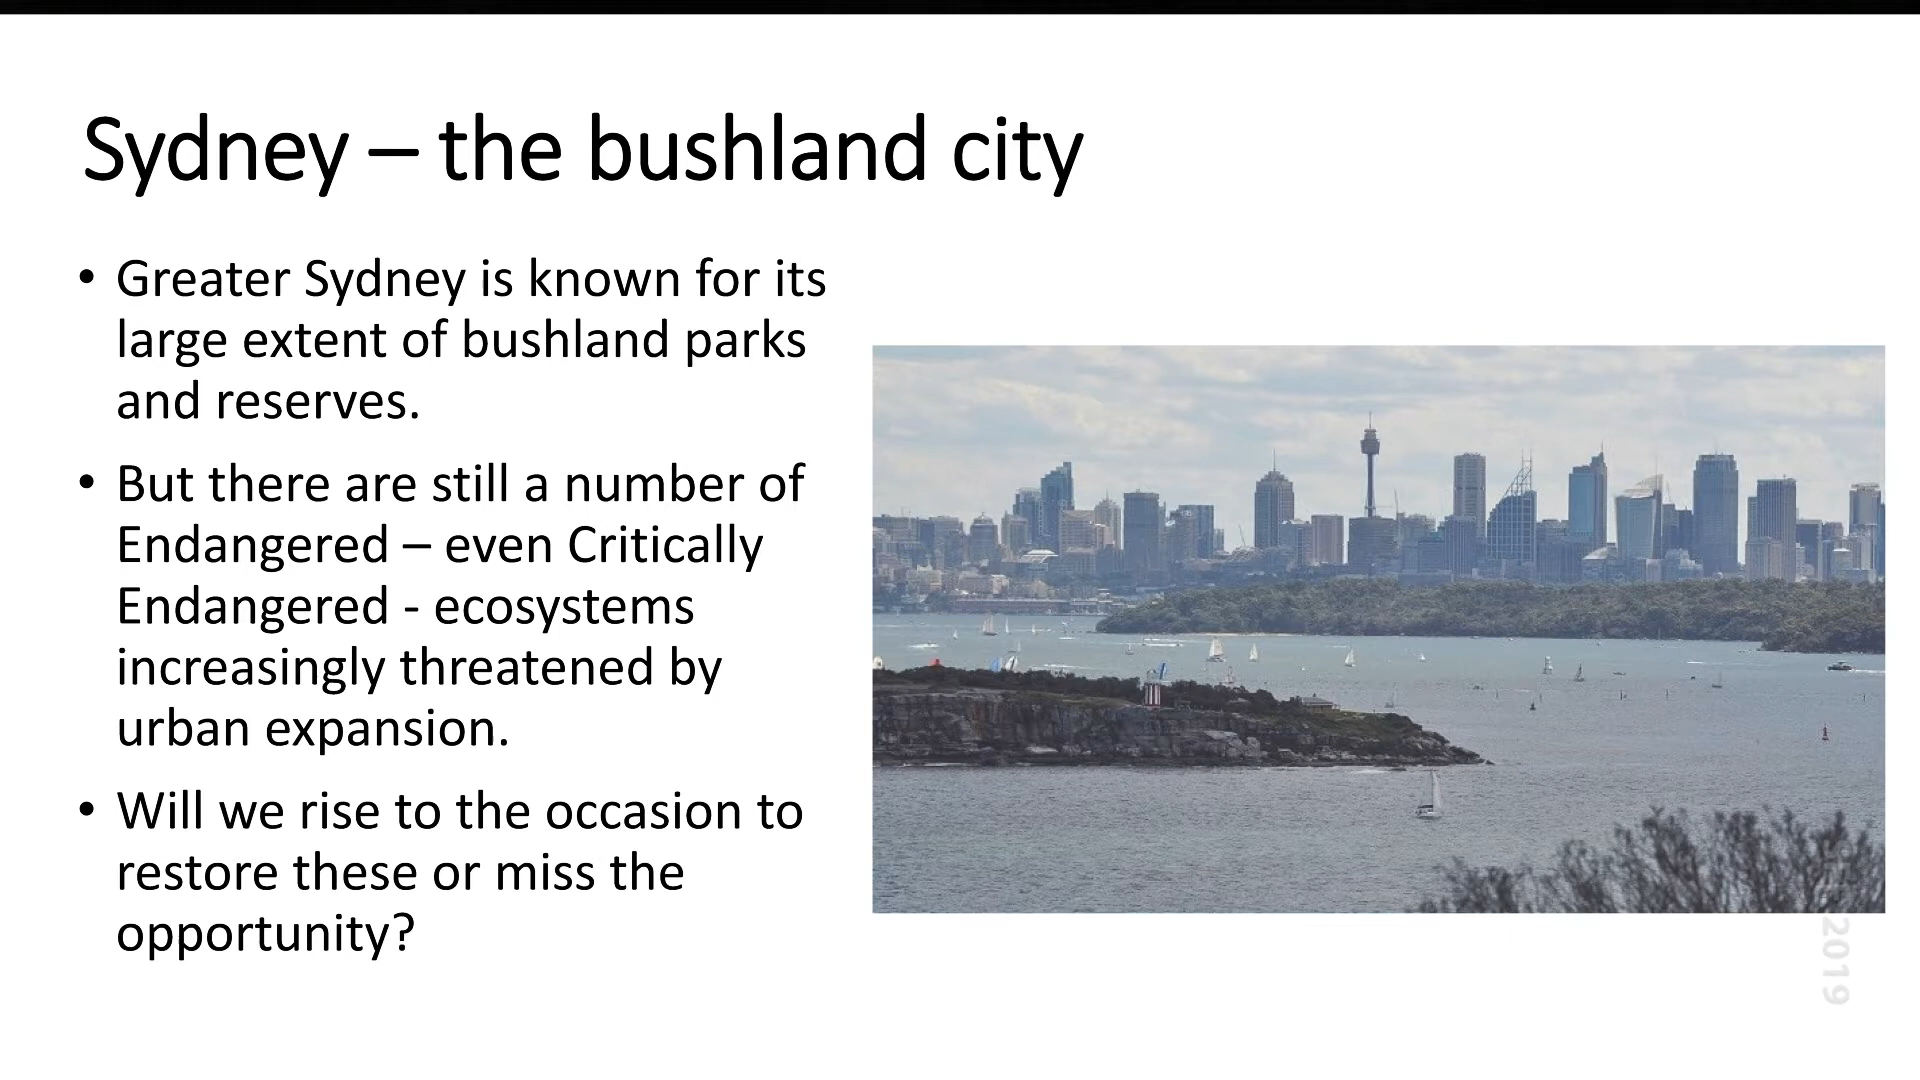 Sydney – the bushland city
• Greater Sydney is known for its
large extent of bushland parks
and reserves.
• But there are still a number of
Endangered – even Critically
Endangered - ecosystems
increasingly threatened by
urban expansion.
• Will we rise to the occasion to
restore these or miss the
opportunity?
2019